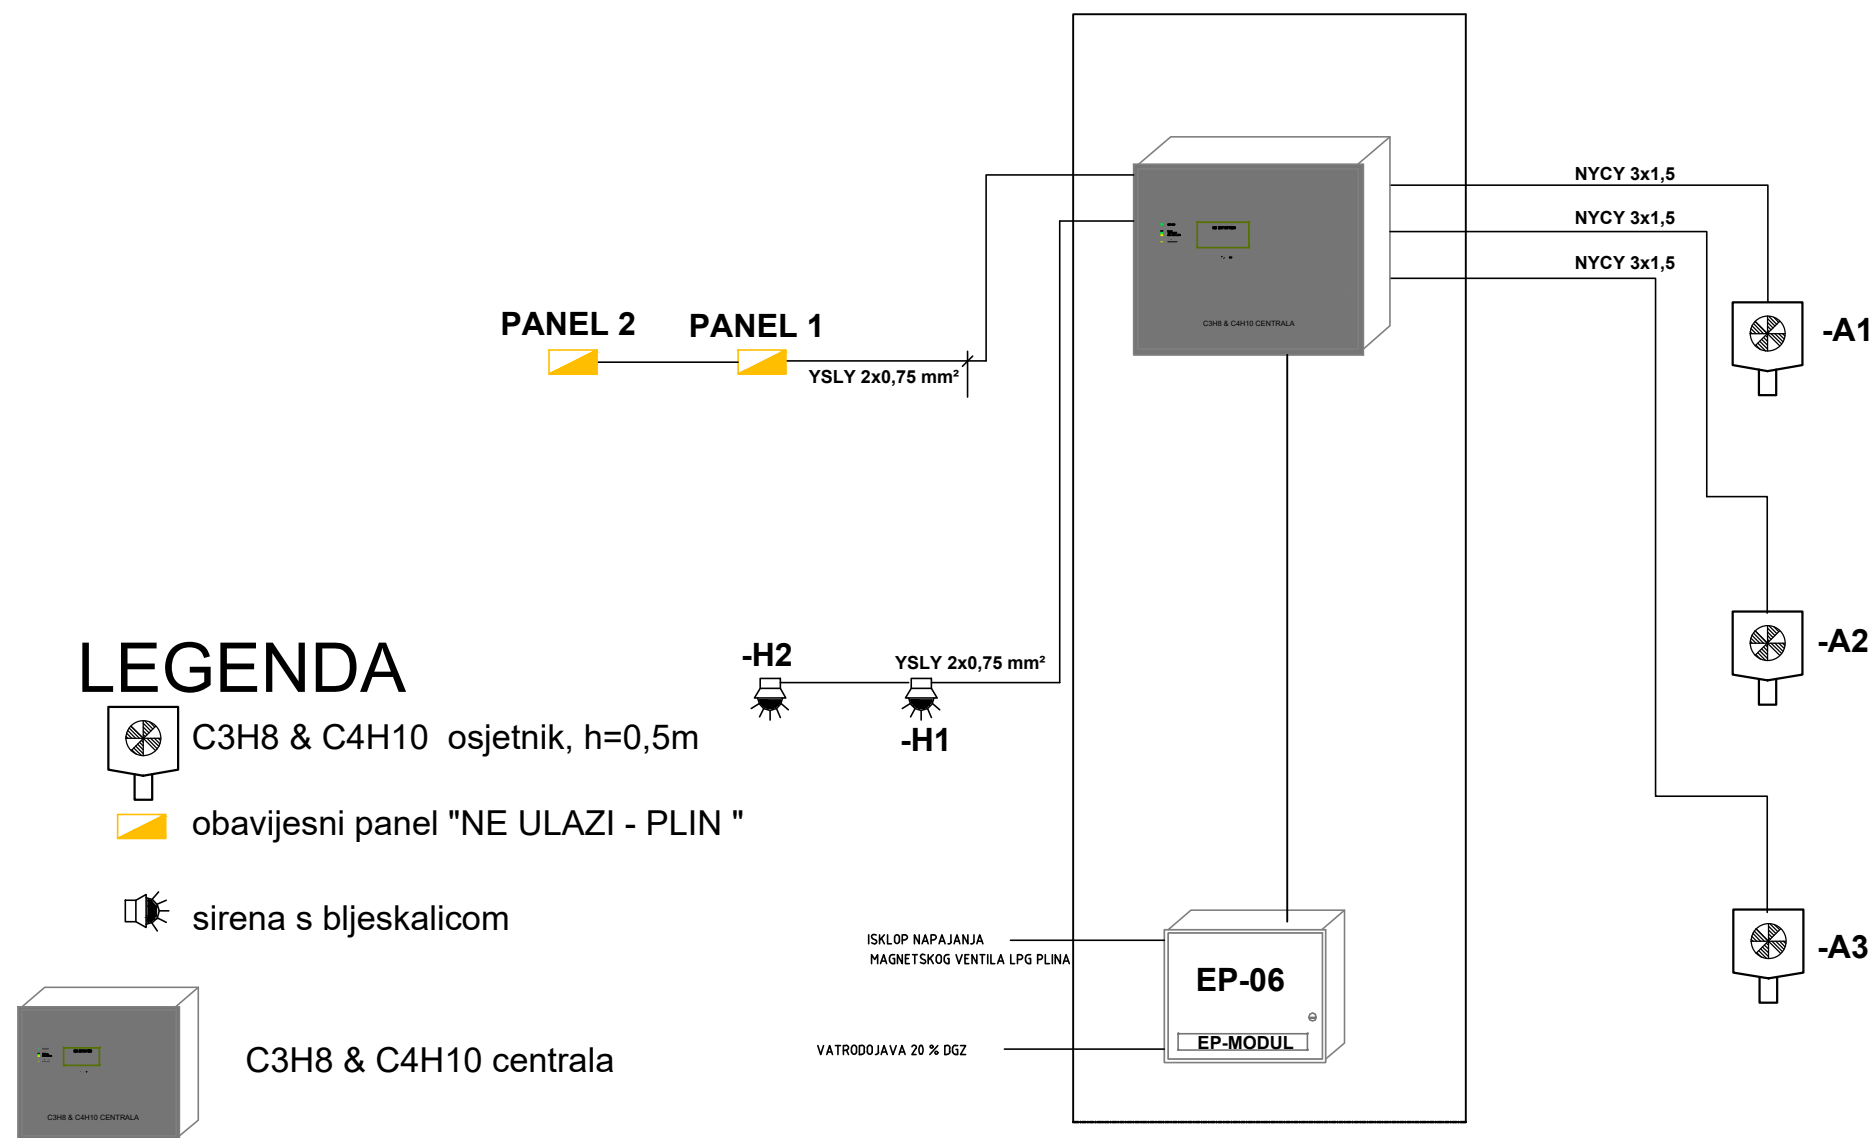 NYCY 3x1,5
NYCY 3x1,5
NYCY 3x1,5
C3H8 & C4H10 CENTRALA
PANEL 2
PANEL 1
YSLY 2x0,75 mm²
-A1
-A2
-A3
-H2
YSLY 2x0,75 mm²
-H1
LEGENDA
C3H8 & C4H10 osjetnik, h=0,5m
obavijesni panel "NE ULAZI - PLIN "
sirena s bljeskalicom
C3H8 & C4H10 centrala
C3H8 & C4H10 CENTRALA
ISKLOP NAPAJANJA
MAGNETSKOG VENTILA LPG PLINA
VATRODOJAVA 20 % DGZ
EP-06
EP-MODUL